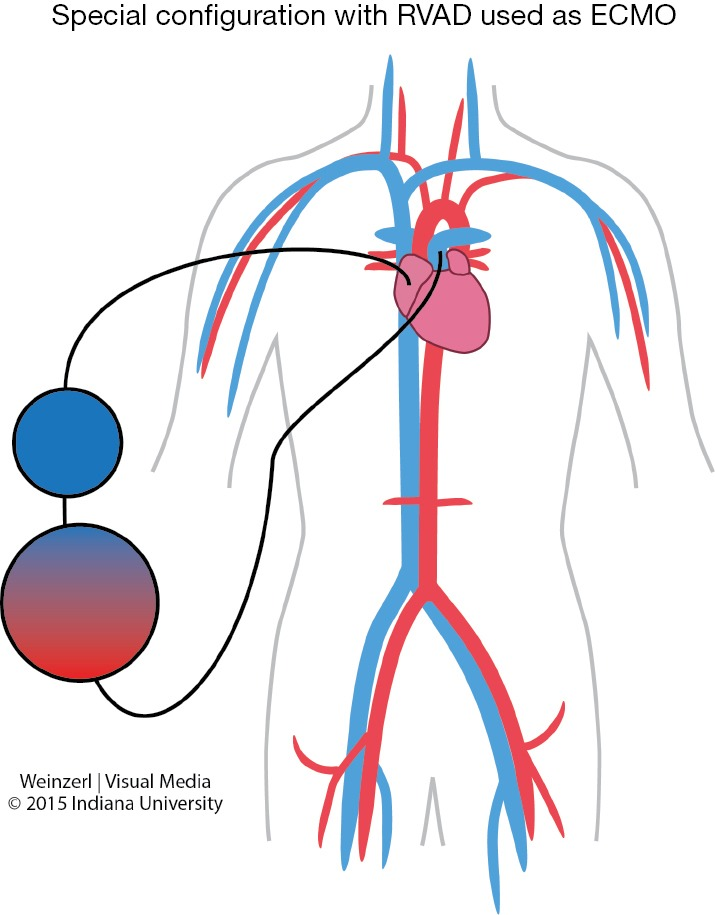 Special configuration with RVAD used as ECMO
Weinzerl | Visual Media
© 2015 Indiana University